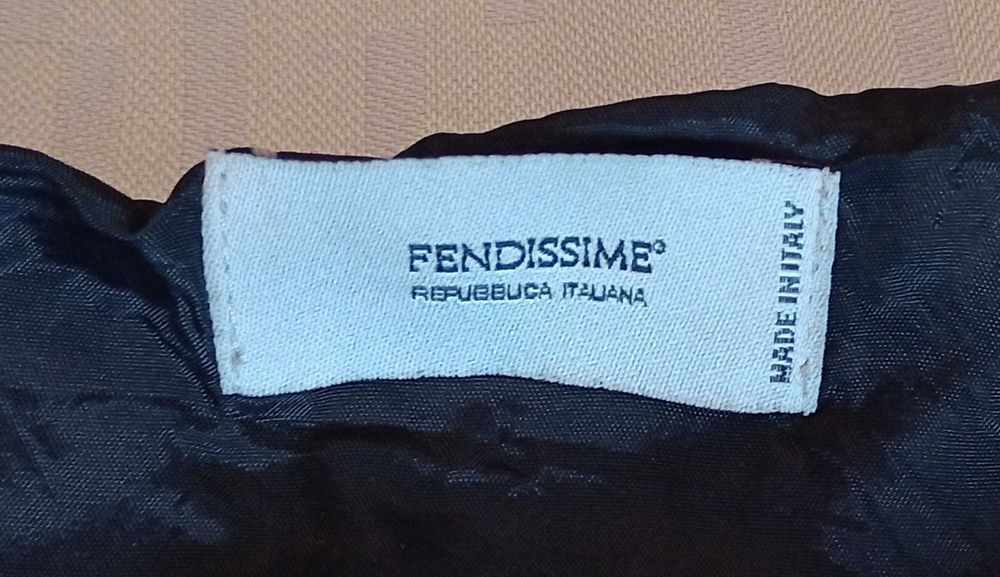 FENDISSIME®
REPUBBLICA ITALIANA
MADE IN ITALY